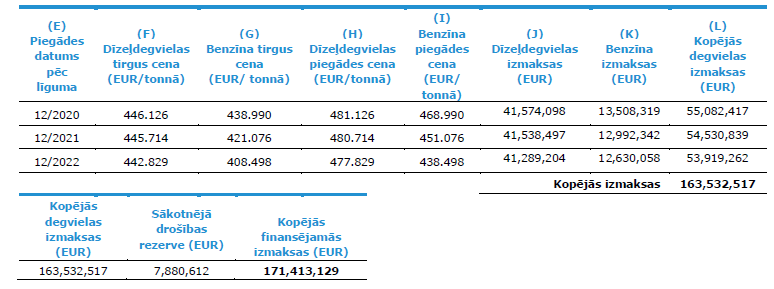 (E) Piegādes datums pēc līguma
(F) Dīzeļdegvielas tirgus cena (EUR/tonnā)
(G) Benzīna tirgus cena (EUR/ tonnā)
(H) Dīzeļdegvielas piegādes cena (EUR/tonnā)
(I) Benzīna piegādes cena (EUR/ tonnā)
(J) Dīzeļdegvielas izmaksas (EUR)
(K) Benzīna izmaksas (EUR)
(L) Kopējās degvielas izmaksas (EUR)
12/2020 446.126 438.990 481.126 468.990 41,574,098 13,508,319 55,082,417
12/2021 445.714 421.076 480.714 451.076 41,538,497 12,992,342 54,530,839
12/2022 442.829 408.498 477.829 438.498 41,289,204 12,630,058 53,919,262
Kopējās izmaksas 163,532,517
Kopējās degvielas izmaksas (EUR)
Sākotnējā drošības rezerve (EUR)
Kopējās finansējamās izmaksas (EUR)
163,532,517 7,880,612 171,413,129